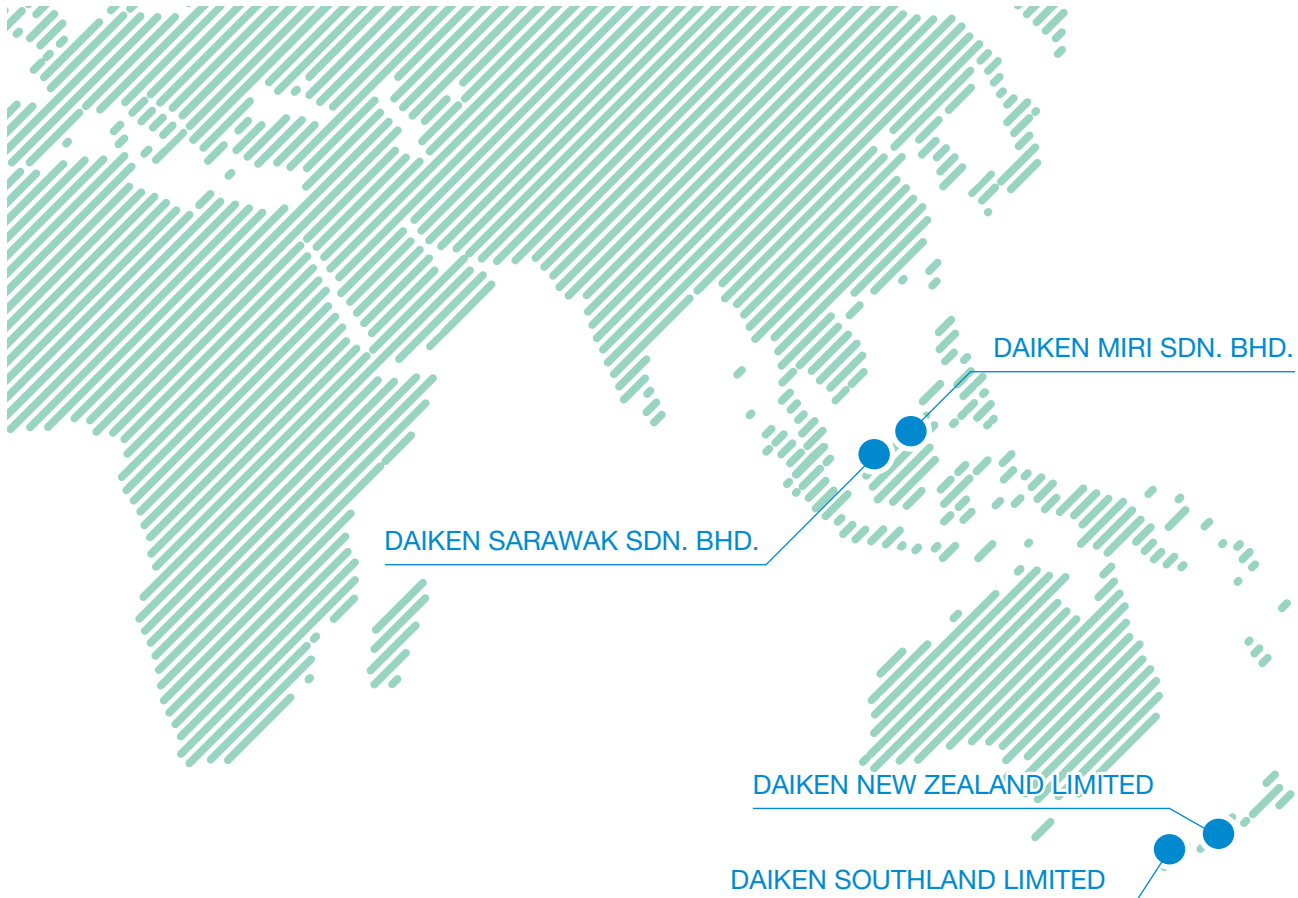 DAIKEN MIRI SDN. BHD.
DAIKEN SARAWAK SDN. BHD.
DAIKEN NEW ZEALAND LIMITED
DAIKEN SOUTHLAND LIMITED